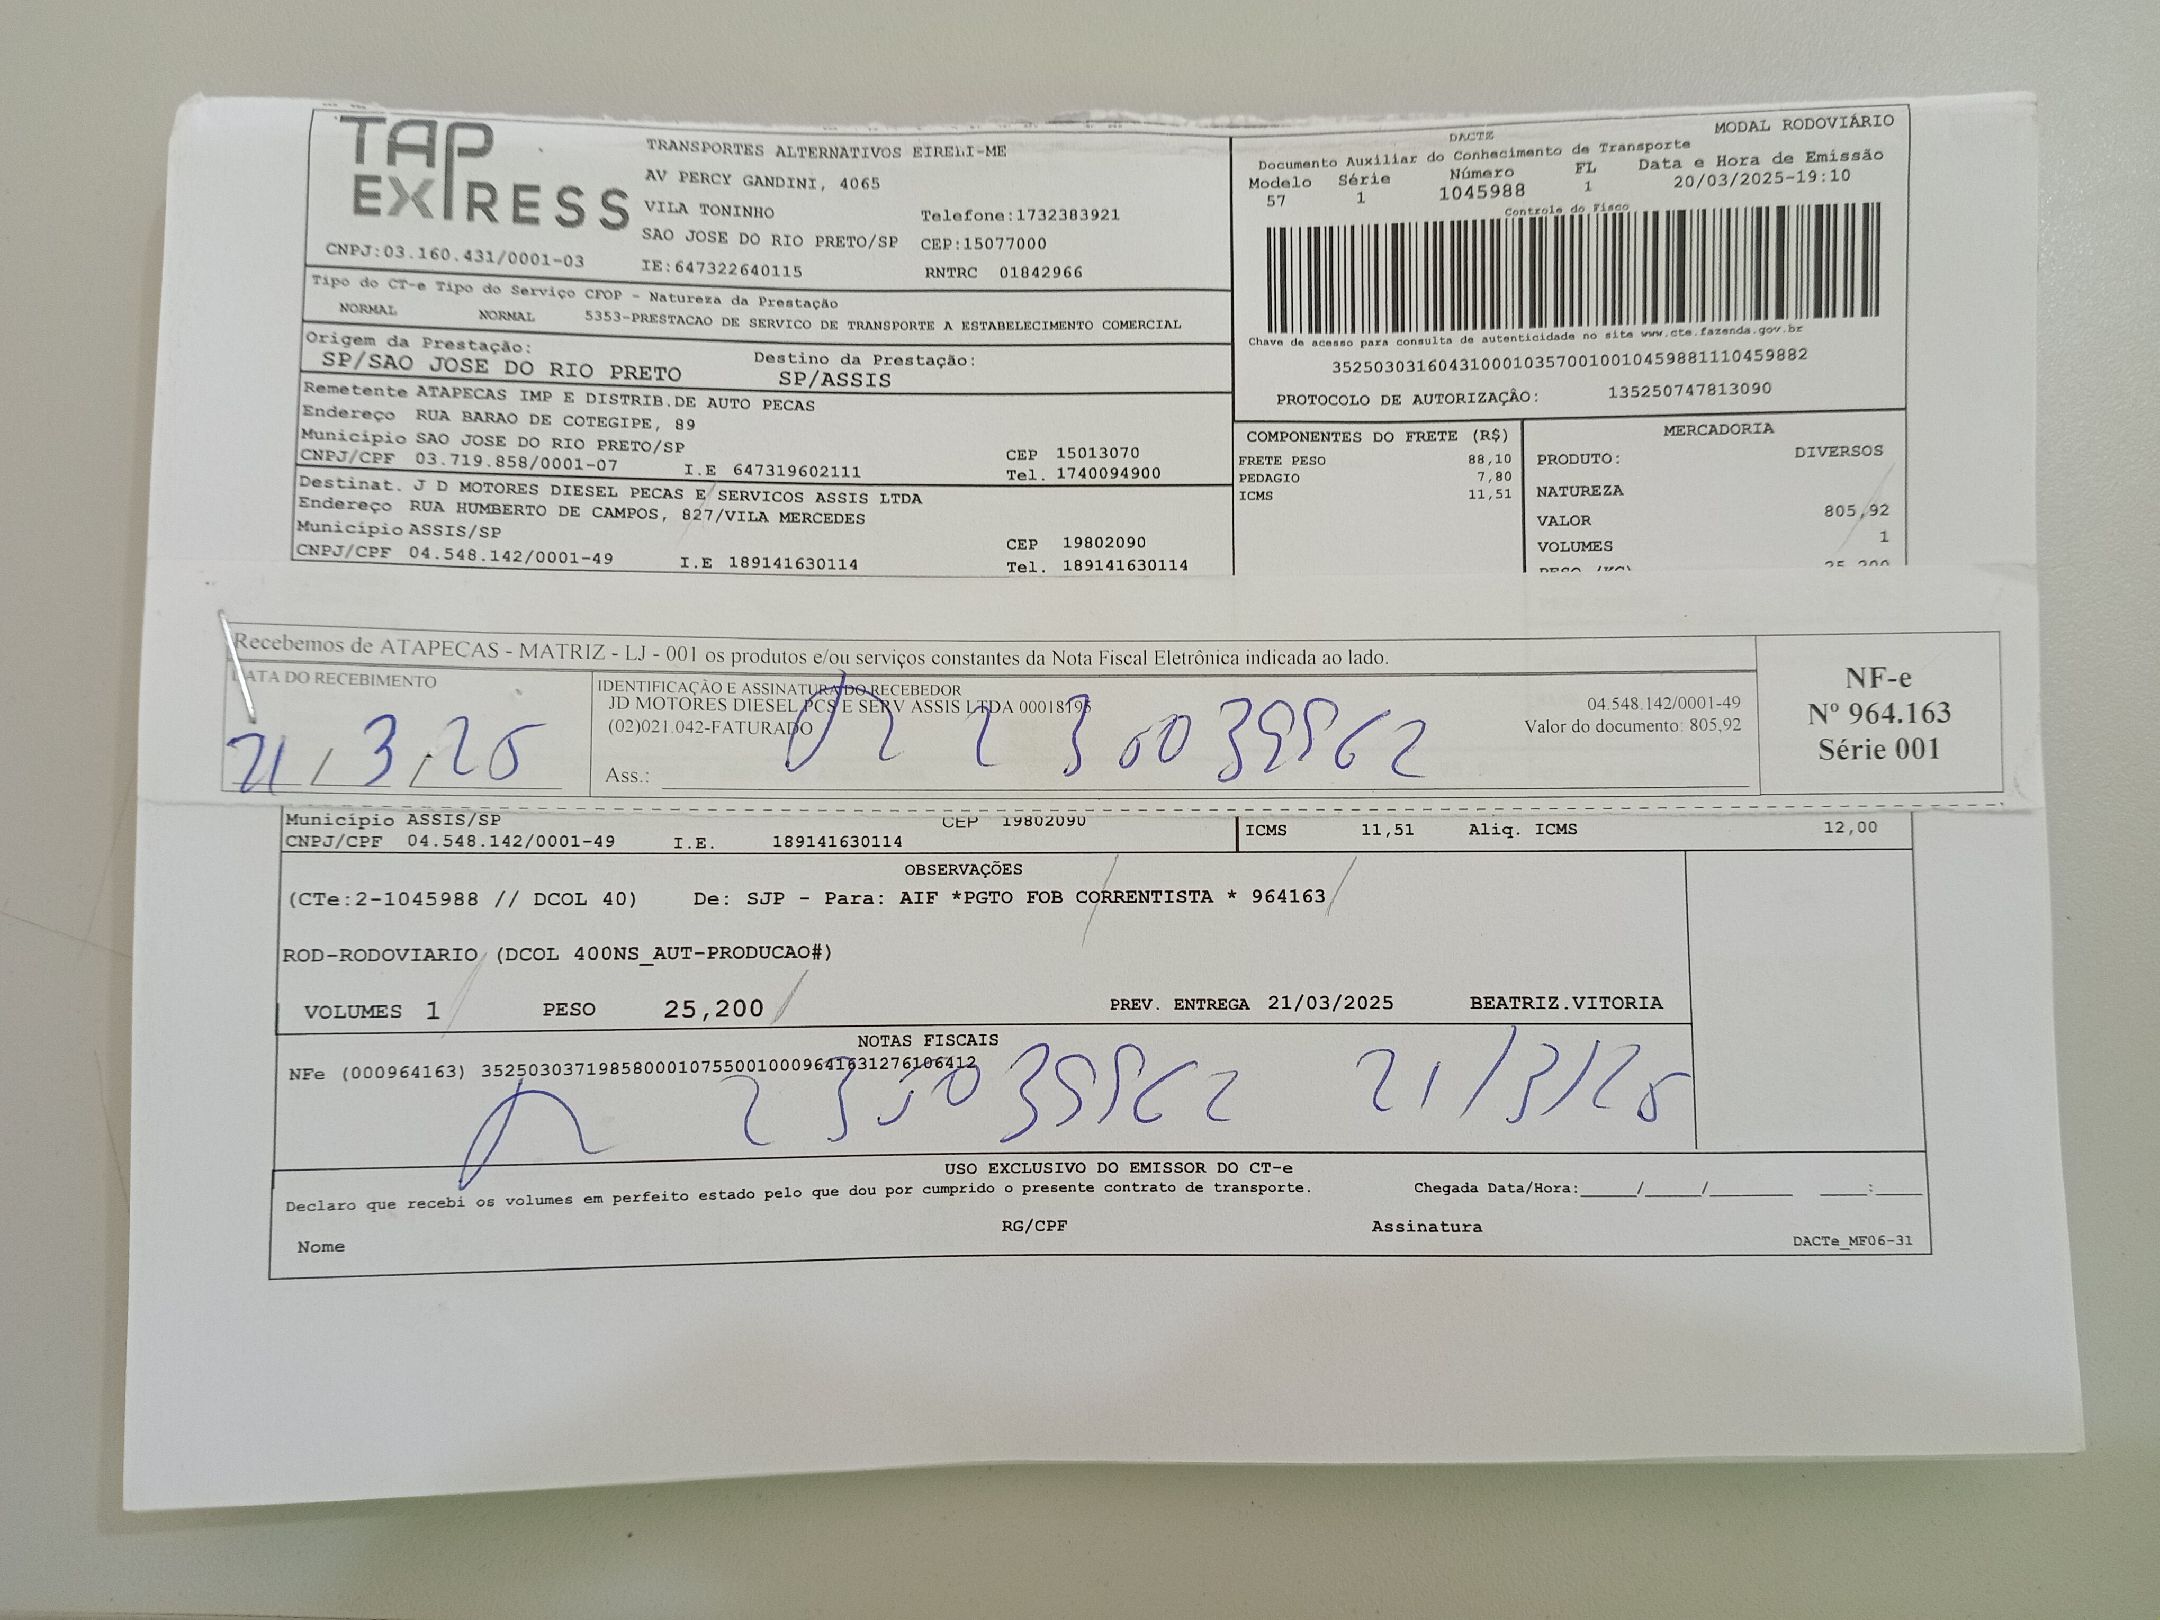 TAP EXPRESS
CNPJ:03.160.431/0001-03
TRANSPORTES ALTERNATIVOS EIRELI-ME
AV PERCY GANDINI, 4065
VILA TONINHO Telefone:1732383921
SAO JOSE DO RIO PRETO/SP CEP:15077000
IE:647322640115 RNTRC 01842966
DACTE MODAL RODOVIÁRIO
Documento Auxiliar do Conhecimento de Transporte
Modelo Série Número FL Data e Hora de Emissão
57 1 1045988 1 20/03/2025-19:10
Controle do Fisco
Chave de acesso para consulta de autenticidade no site www.cte.fazenda.gov.br
35250303160431000103570010010459881110459882
PROTOCOLO DE AUTORIZAÇÃO: 135250747813090
Tipo do CT-e Tipo do Serviço CFOP - Natureza da Prestação
NORMAL NORMAL 5353-PRESTACAO DE SERVICO DE TRANSPORTE A ESTABELECIMENTO COMERCIAL
Origem da Prestação: Destino da Prestação:
SP/SAO JOSE DO RIO PRETO SP/ASSIS
Remetente ATAPECAS IMP E DISTRIB.DE AUTO PECAS
Endereço RUA BARAO DE COTEGIPE, 89
Município SAO JOSE DO RIO PRETO/SP CEP 15013070
CNPJ/CPF 03.719.858/0001-07 I.E 647319602111 Tel. 1740094900
Destinat. J D MOTORES DIESEL PECAS E SERVICOS ASSIS LTDA
Endereço RUA HUMBERTO DE CAMPOS, 827/VILA MERCEDES
Município ASSIS/SP CEP 19802090
CNPJ/CPF 04.548.142/0001-49 I.E 189141630114 Tel. 189141630114
COMPONENTES DO FRETE (R$)
FRETE PESO 88,10
PEDAGIO 7,80
ICMS 11,51
MERCADORIA
PRODUTO: DIVERSOS
NATUREZA
VALOR 805,92
VOLUMES 1
PESO (KG) 25,200
Recebemos de ATAPECAS - MATRIZ - LJ - 001 os produtos e/ou serviços constantes da Nota Fiscal Eletrônica indicada ao lado.
DATA DO RECEBIMENTO
21/3/25
IDENTIFICAÇÃO E ASSINATURA DO RECEBEDOR
JD MOTORES DIESEL PCS E SERV ASSIS LTDA 00018195 04.548.142/0001-49
(02)021.042-FATURADO Valor do documento: 805,92
Ass.:
NF-e
Nº 964.163
Série 001
Município ASSIS/SP CEP 19802090
CNPJ/CPF 04.548.142/0001-49 I.E. 189141630114
ICMS 11,51 Aliq. ICMS 12,00
OBSERVAÇÕES
(CTe:2-1045988 // DCOL 40) De: SJP - Para: AIF *PGTO FOB CORRENTISTA * 964163
ROD-RODOVIARIO (DCOL 400NS_AUT-PRODUCAO#)
VOLUMES 1 PESO 25,200 PREV. ENTREGA 21/03/2025 BEATRIZ.VITORIA
NOTAS FISCAIS
NFe (000964163) 35250303719858000107550010009641631276106412
21/3/25
USO EXCLUSIVO DO EMISSOR DO CT-e
Declaro que recebi os volumes em perfeito estado pelo que dou por cumprido o presente contrato de transporte. Chegada Data/Hora:____/____/______ ____:____
Nome RG/CPF Assinatura
DACTe_MF06-31